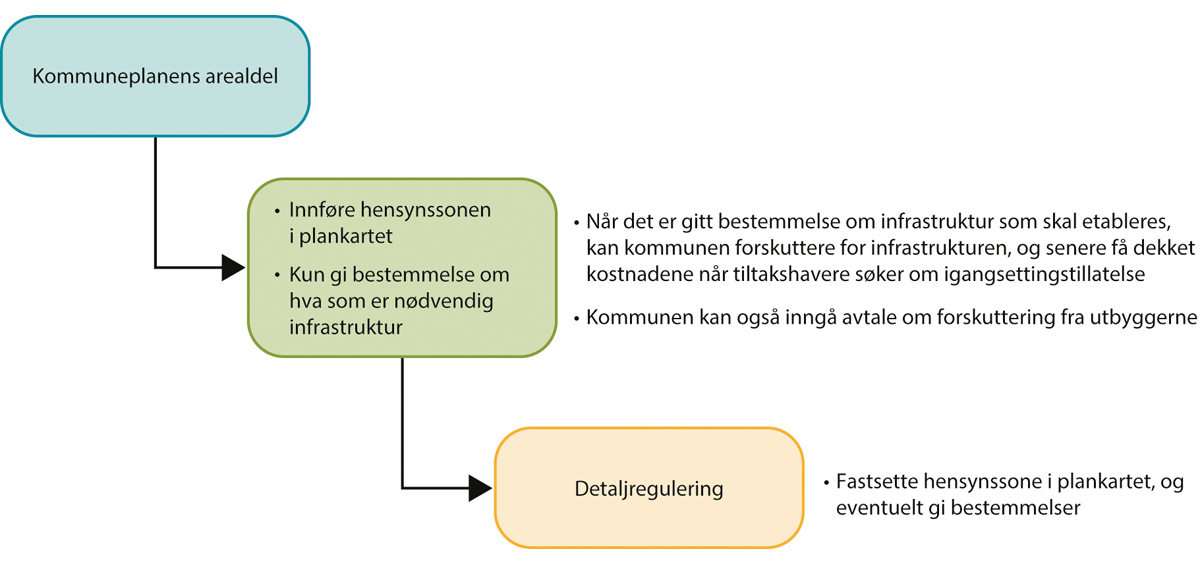 Kommuneplanens arealdel
• Innføre hensynssonen
i plankartet
• Kun gi bestemmelse om
hva som er nødvendig
infrastruktur
• Når det er gitt bestemmelse om infrastruktur som skal etableres,
kan kommunen forskuttere for infrastrukturen, og senere få dekket
kostnadene når tiltakshavere søker om igangsettingstillatelse
• Kommunen kan også inngå avtale om forskuttering fra utbyggerne
Detaljregulering
• Fastsette hensynssone i plankartet, og
eventuelt gi bestemmelser